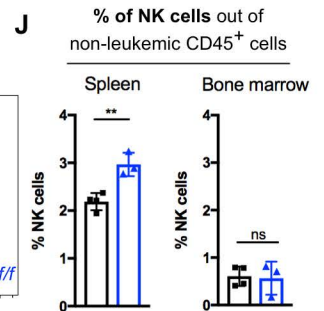 J
% of NK cells out of
non-leukemic CD45+ cells
Spleen
Bone marrow
4
3
2
1
0
% NK cells
**
4
3
2
1
0
% NK cells
ns
f/f